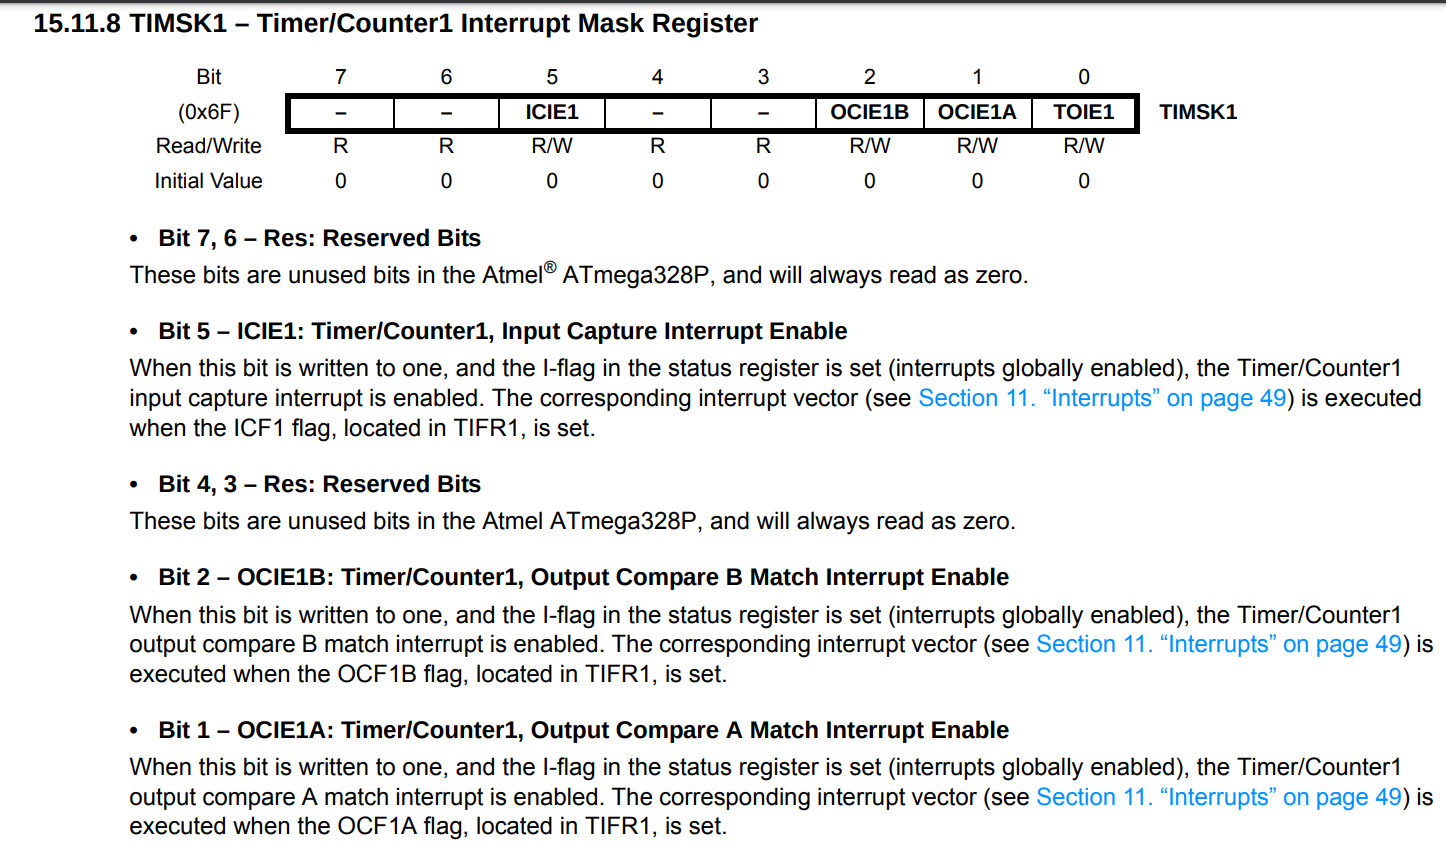 15.11.8 TIMSK1 – Timer/Counter1 Interrupt Mask Register
Bit 7 6 5 4 3 2 1 0
(0x6F) – – ICIE1 – – OCIE1B OCIE1A TOIE1 TIMSK1
Read/Write R R R/W R R R/W R/W R/W
Initial Value 0 0 0 0 0 0 0 0
• Bit 7, 6 – Res: Reserved Bits
These bits are unused bits in the Atmel® ATmega328P, and will always read as zero.
• Bit 5 – ICIE1: Timer/Counter1, Input Capture Interrupt Enable
When this bit is written to one, and the I-flag in the status register is set (interrupts globally enabled), the Timer/Counter1
input capture interrupt is enabled. The corresponding interrupt vector (see Section 11. “Interrupts” on page 49) is executed
when the ICF1 flag, located in TIFR1, is set.
• Bit 4, 3 – Res: Reserved Bits
These bits are unused bits in the Atmel ATmega328P, and will always read as zero.
• Bit 2 – OCIE1B: Timer/Counter1, Output Compare B Match Interrupt Enable
When this bit is written to one, and the I-flag in the status register is set (interrupts globally enabled), the Timer/Counter1
output compare B match interrupt is enabled. The corresponding interrupt vector (see Section 11. “Interrupts” on page 49) is
executed when the OCF1B flag, located in TIFR1, is set.
• Bit 1 – OCIE1A: Timer/Counter1, Output Compare A Match Interrupt Enable
When this bit is written to one, and the I-flag in the status register is set (interrupts globally enabled), the Timer/Counter1
output compare A match interrupt is enabled. The corresponding interrupt vector (see Section 11. “Interrupts” on page 49) is
executed when the OCF1A flag, located in TIFR1, is set.